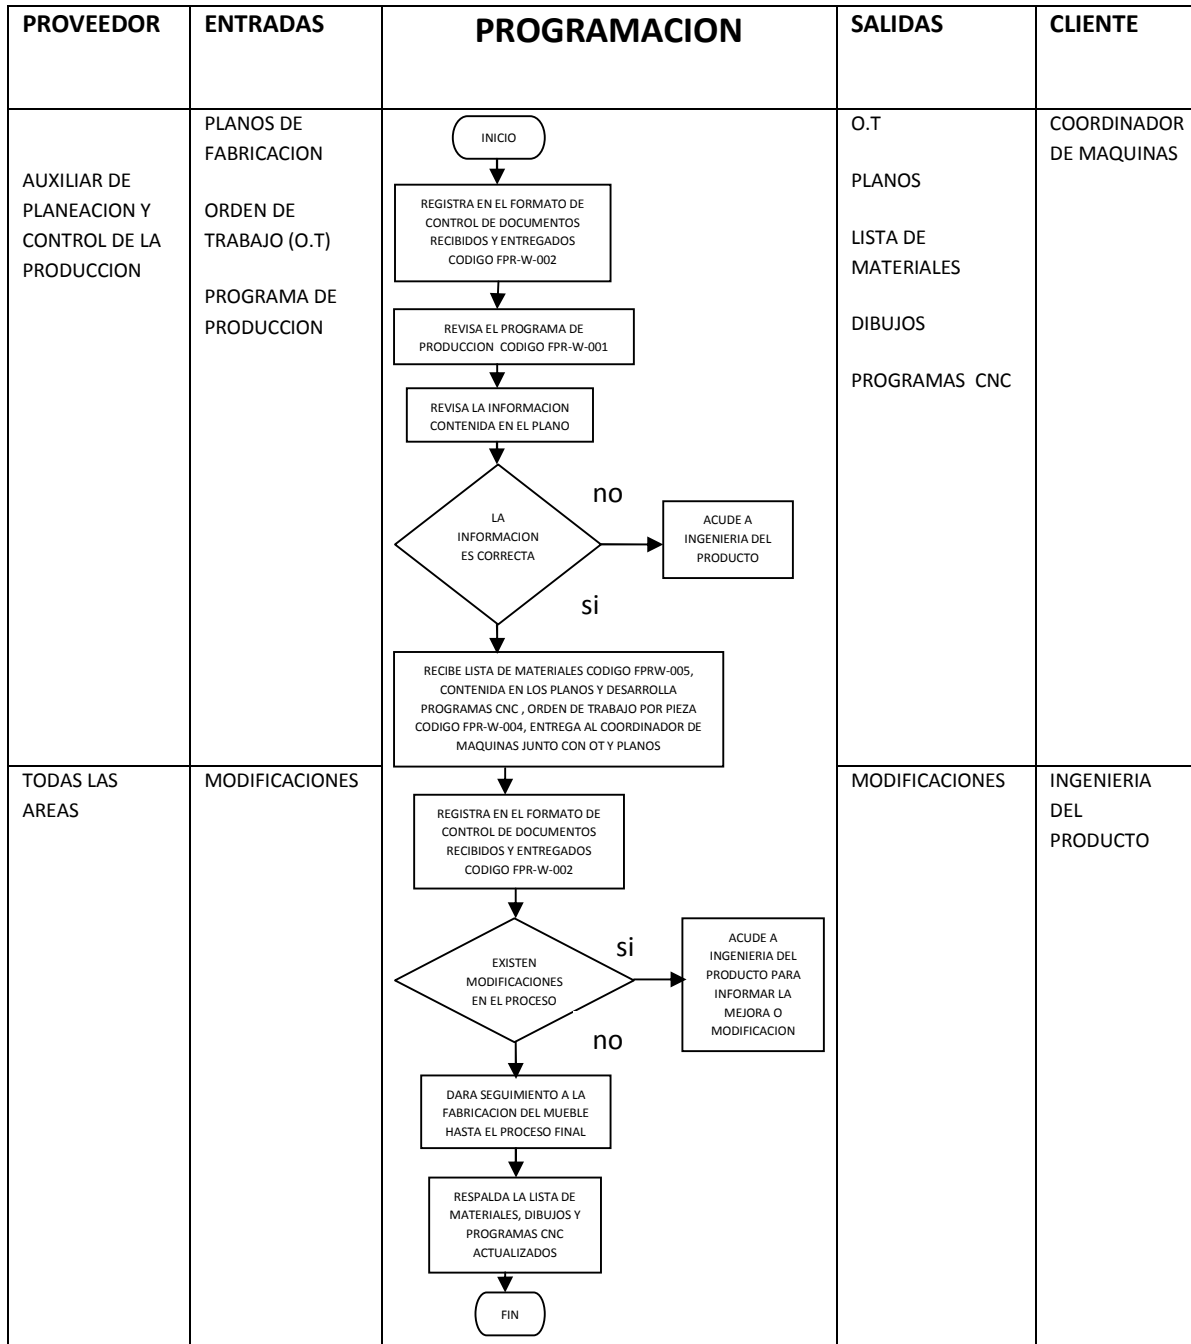 PROVEEDOR
ENTRADAS
PROGRAMACION
SALIDAS
CLIENTE
AUXILIAR DE
PLANEACION Y
CONTROL DE LA
PRODUCCION
PLANOS DE
FABRICACION
ORDEN DE
TRABAJO (O.T)
PROGRAMA DE
PRODUCCION
INICIO
REGISTRA EN EL FORMATO DE
CONTROL DE DOCUMENTOS
RECIBIDOS Y ENTREGADOS
CODIGO FPR-W-002
REVISA EL PROGRAMA DE
PRODUCCION CODIGO FPR-W-001
REVISA LA INFORMACION
CONTENIDA EN EL PLANO
LA
INFORMACION
ES CORRECTA
no
ACUDE A
INGENIERIA DEL
PRODUCTO
si
RECIBE LISTA DE MATERIALES CODIGO FPRW-005,
CONTENIDA EN LOS PLANOS Y DESARROLLA
PROGRAMAS CNC , ORDEN DE TRABAJO POR PIEZA
CODIGO FPR-W-004, ENTREGA AL COORDINADOR DE
MAQUINAS JUNTO CON OT Y PLANOS
O.T
PLANOS
LISTA DE
MATERIALES
DIBUJOS
PROGRAMAS CNC
COORDINADOR
DE MAQUINAS
TODAS LAS
AREAS
MODIFICACIONES
REGISTRA EN EL FORMATO DE
CONTROL DE DOCUMENTOS
RECIBIDOS Y ENTREGADOS
CODIGO FPR-W-002
EXISTEN
MODIFICACIONES
EN EL PROCESO
si
ACUDE A
INGENIERIA DEL
PRODUCTO PARA
INFORMAR LA
MEJORA O
MODIFICACION
no
DARA SEGUIMIENTO A LA
FABRICACION DEL MUEBLE
HASTA EL PROCESO FINAL
RESPALDA LA LISTA DE
MATERIALES, DIBUJOS Y
PROGRAMAS CNC
ACTUALIZADOS
FIN
MODIFICACIONES
INGENIERIA
DEL
PRODUCTO